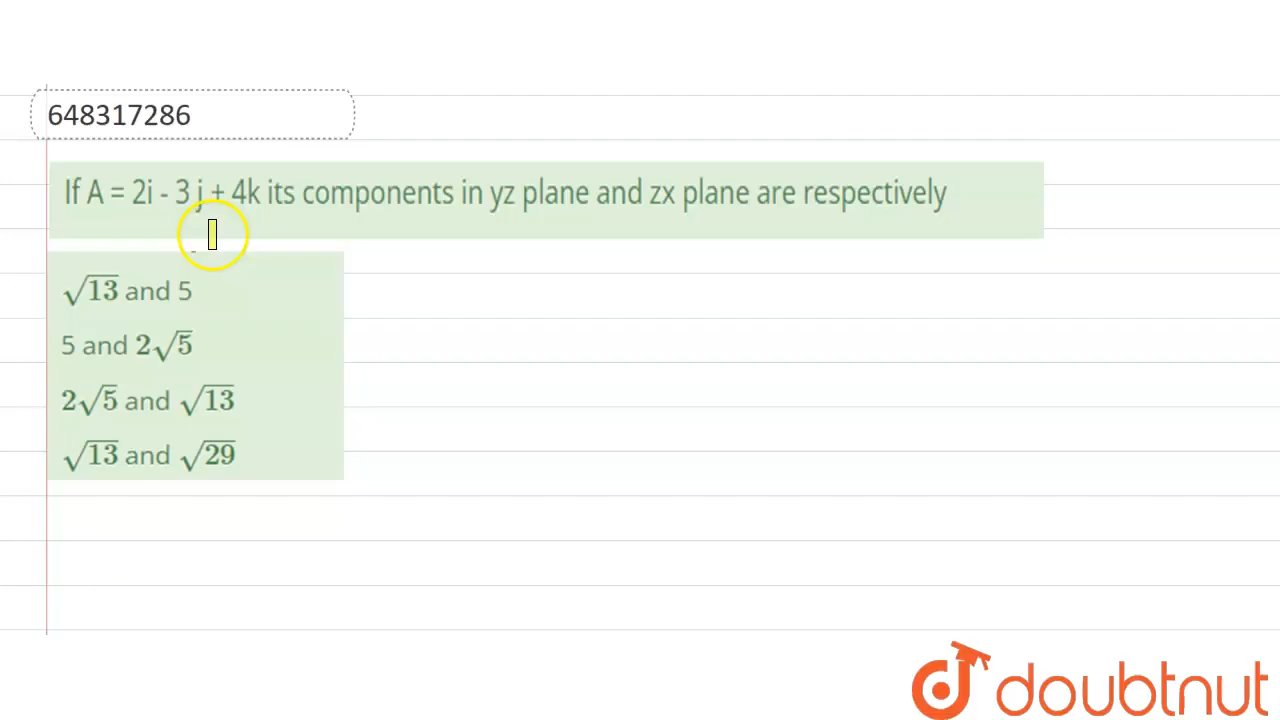 648317286
If A = 2i - 3 j + 4k its components in yz plane and zx plane are respectively
√13 and 5
5 and 2√5
2√5 and √13
√13 and √29
doubtnut